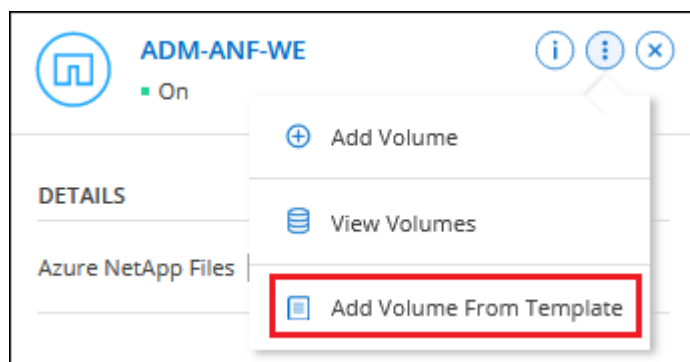 ADM-ANF-WE
On
Add Volume
DETAILS
View Volumes
Azure NetApp Files
Add Volume From Template